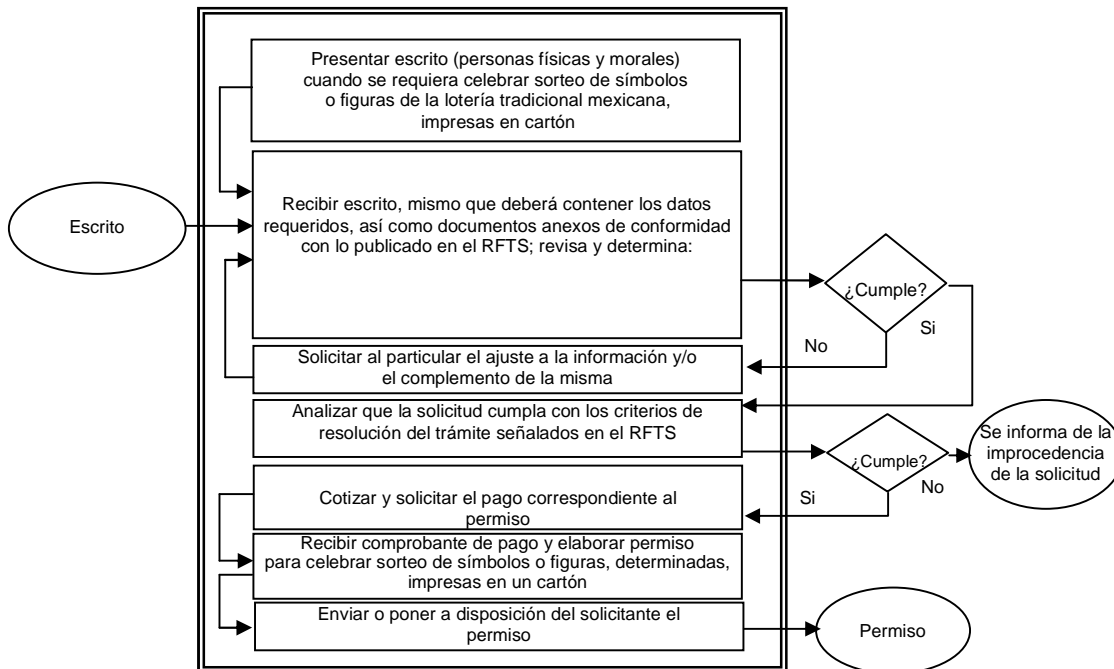 Presentar escrito (personas físicas y morales)
cuando se requiera celebrar sorteo de símbolos
o figuras de la lotería tradicional mexicana,
impresas en cartón
Escrito
Recibir escrito, mismo que deberá contener los datos
requeridos, así como documentos anexos de conformidad
con lo publicado en el RFTS; revisa y determina:
¿Cumple?
Si
No
Solicitar al particular el ajuste a la información y/o
el complemento de la misma
Analizar que la solicitud cumpla con los criterios de
resolución del trámite señalados en el RFTS
¿Cumple?
No
Si
Se informa de la
improcedencia
de la solicitud
Cotizar y solicitar el pago correspondiente al
permiso
Recibir comprobante de pago y elaborar permiso
para celebrar sorteo de símbolos o figuras, determinadas,
impresas en un cartón
Enviar o poner a disposición del solicitante el
permiso
Permiso